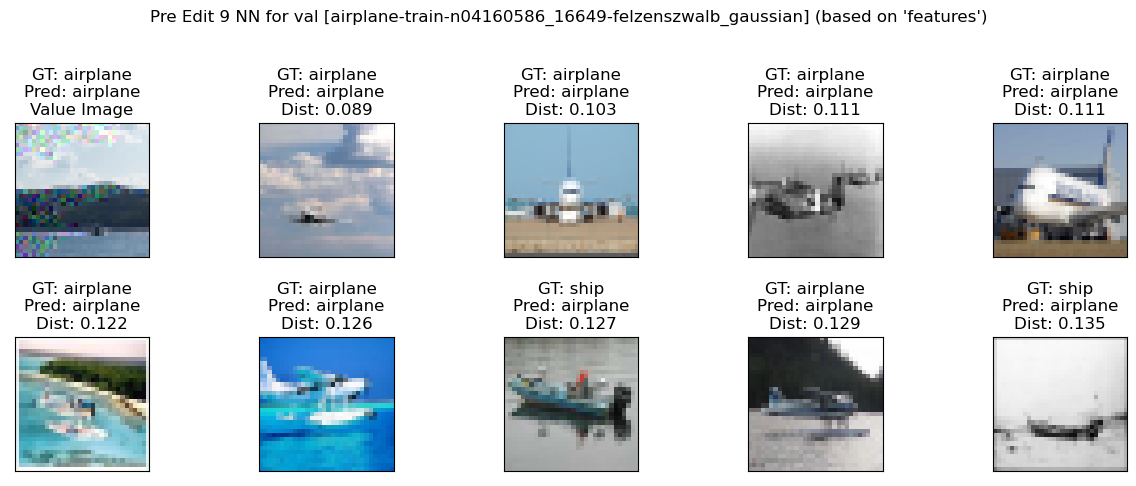 Pre Edit 9 NN for val [airplane-train-n04160586_16649-felzenszwalb_gaussian] (based on 'features')
GT: airplane
Pred: airplane
Value Image
GT: airplane
Pred: airplane
Dist: 0.089
GT: airplane
Pred: airplane
Dist: 0.103
GT: airplane
Pred: airplane
Dist: 0.111
GT: airplane
Pred: airplane
Dist: 0.111
GT: airplane
Pred: airplane
Dist: 0.122
GT: airplane
Pred: airplane
Dist: 0.126
GT: ship
Pred: airplane
Dist: 0.127
GT: airplane
Pred: airplane
Dist: 0.129
GT: ship
Pred: airplane
Dist: 0.135